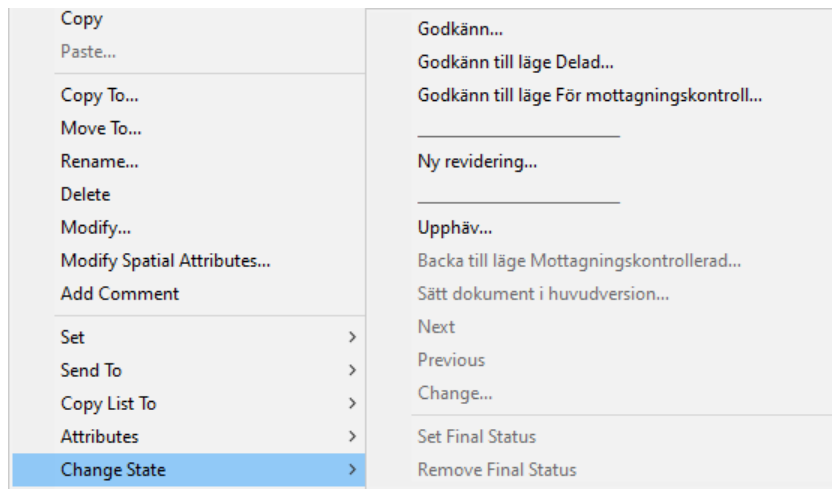 Copy
Paste...
Copy To...
Move To...
Rename...
Delete
Modify...
Modify Spatial Attributes...
Add Comment
Set
Send To
Copy List To
Attributes
Change State
Godkänn...
Godkänn till läge Delad...
Godkänn till läge För mottagningskontroll...
Ny revidering...
Upphäv...
Backa till läge Mottagningskontrollerad...
Sätt dokument i huvudversion...
Next
Previous
Change...
Set Final Status
Remove Final Status